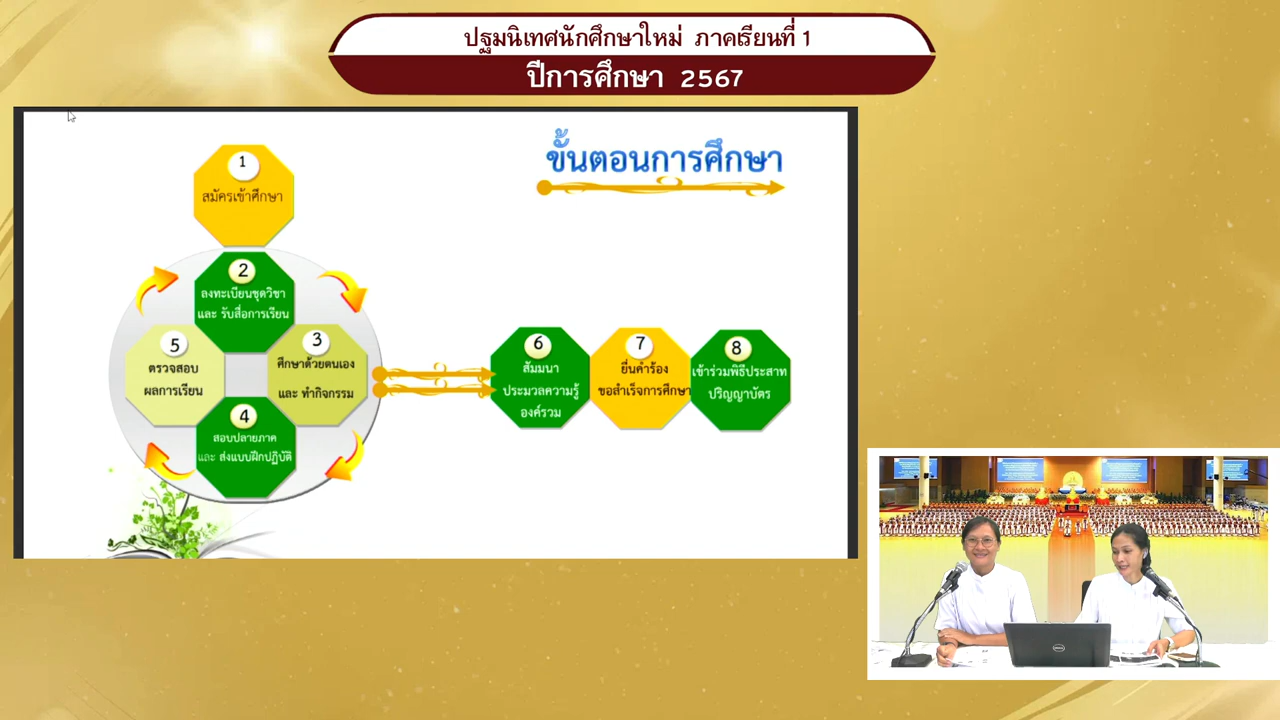 ปฐมนิเทศนักศึกษาใหม่ ภาคเรียนที่ 1
ปีการศึกษา 2567
ขั้นตอนการศึกษา
1
สมัครเข้าศึกษา
2
ลงทะเบียนชุดวิชา
และ รับสื่อการเรียน
3
ศึกษาด้วยตนเอง
และ ทำกิจกรรม
4
สอบปลายภาค
และ ส่งแบบฝึกปฏิบัติ
5
ตรวจสอบ
ผลการเรียน
6
สัมมนา
ประมวลความรู้
องค์รวม
7
ยื่นคำร้อง
ขอสำเร็จการศึกษา
8
เข้าร่วมพิธีประสาท
ปริญญาบัตร
DELL